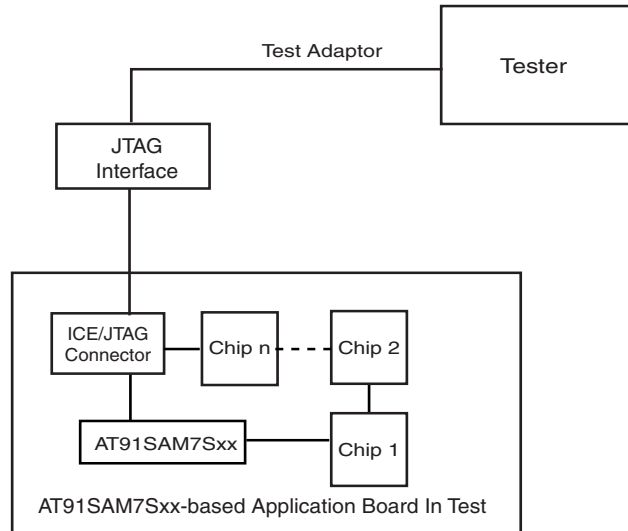 Test Adaptor
Tester
JTAG
Interface
ICE/JTAG
Connector
Chip n
Chip 2
AT91SAM7Sxx
Chip 1
AT91SAM7Sxx-based Application Board In Test